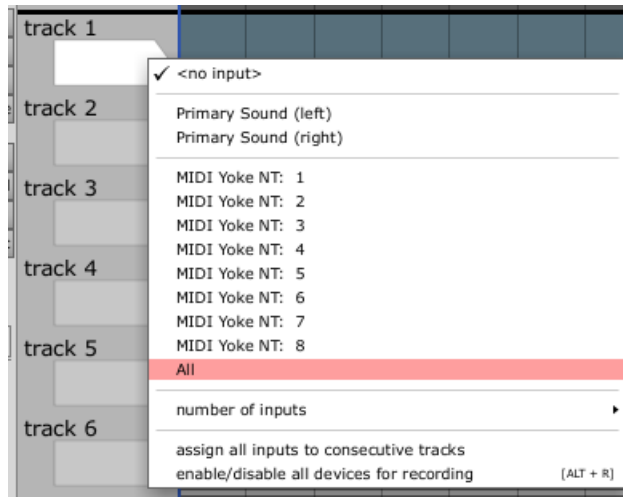 track 1
<no input>
track 2
Primary Sound (left)
Primary Sound (right)
MIDI Yoke NT: 1
track 3
MIDI Yoke NT: 2
MIDI Yoke NT: 3
MIDI Yoke NT: 4
track 4
MIDI Yoke NT: 5
MIDI Yoke NT: 6
MIDI Yoke NT: 7
MIDI Yoke NT: 8
track 5
All
number of inputs
track 6
assign all inputs to consecutive tracks
enable/disable all devices for recording [ALT + R]